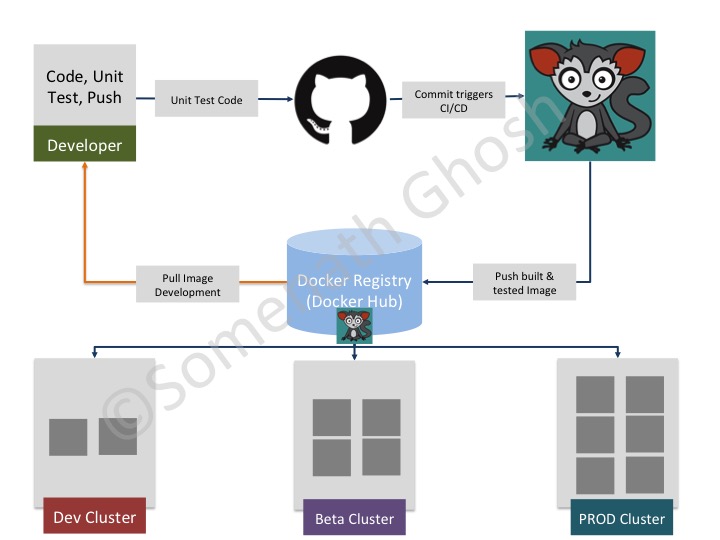 Code, Unit
Test, Push
Developer
Unit Test Code
Commit triggers
CI/CD
Pull Image
Development
Docker Registry
(Docker Hub)
Push built &
tested Image
©Somenath Ghosh
Dev Cluster
Beta Cluster
PROD Cluster